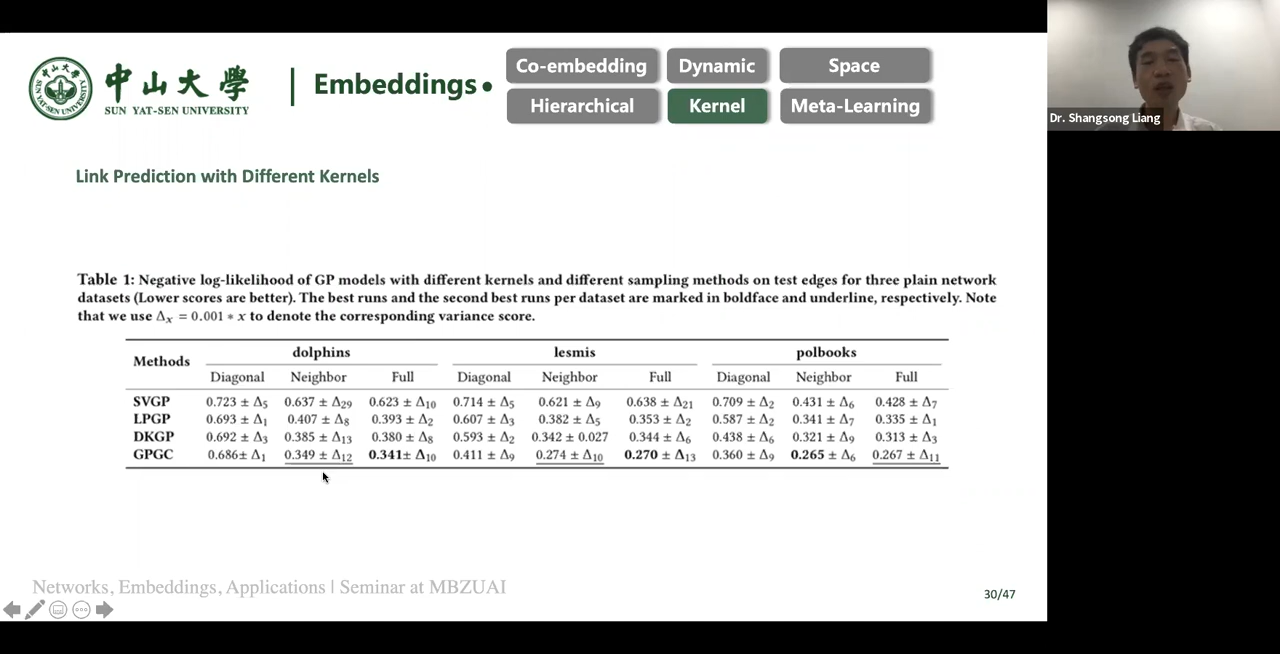 中山大學
SUN YAT-SEN UNIVERSITY
Embeddings
Co-embedding
Dynamic
Space
Hierarchical
Kernel
Meta-Learning
Dr. Shangsong Liang
Link Prediction with Different Kernels
Table 1: Negative log-likelihood of GP models with different kernels and different sampling methods on test edges for three plain network
datasets (Lower scores are better). The best runs and the second best runs per dataset are marked in boldface and underline, respectively. Note
that we use Δx = 0.001 * x to denote the corresponding variance score.
Methods dolphins lesmis polbooks
Diagonal Neighbor Full Diagonal Neighbor Full Diagonal Neighbor Full
SVGP 0.723 ± Δ5 0.637 ± Δ29 0.623 ± Δ10 0.714 ± Δ5 0.621 ± Δ9 0.638 ± Δ21 0.709 ± Δ2 0.431 ± Δ6 0.428 ± Δ7
LPGP 0.693 ± Δ1 0.407 ± Δ8 0.393 ± Δ2 0.607 ± Δ3 0.382 ± Δ5 0.353 ± Δ2 0.587 ± Δ2 0.341 ± Δ7 0.335 ± Δ1
DKGP 0.692 ± Δ3 0.385 ± Δ13 0.380 ± Δ8 0.593 ± Δ2 0.342 ± 0.027 0.344 ± Δ6 0.438 ± Δ6 0.321 ± Δ9 0.313 ± Δ3
GPGC 0.686± Δ1 0.349 ± Δ12 0.341± Δ10 0.411 ± Δ9 0.274 ± Δ10 0.270 ± Δ13 0.360 ± Δ9 0.265 ± Δ6 0.267 ± Δ11
Networks, Embeddings, Applications | Seminar at MBZUAI
30/47